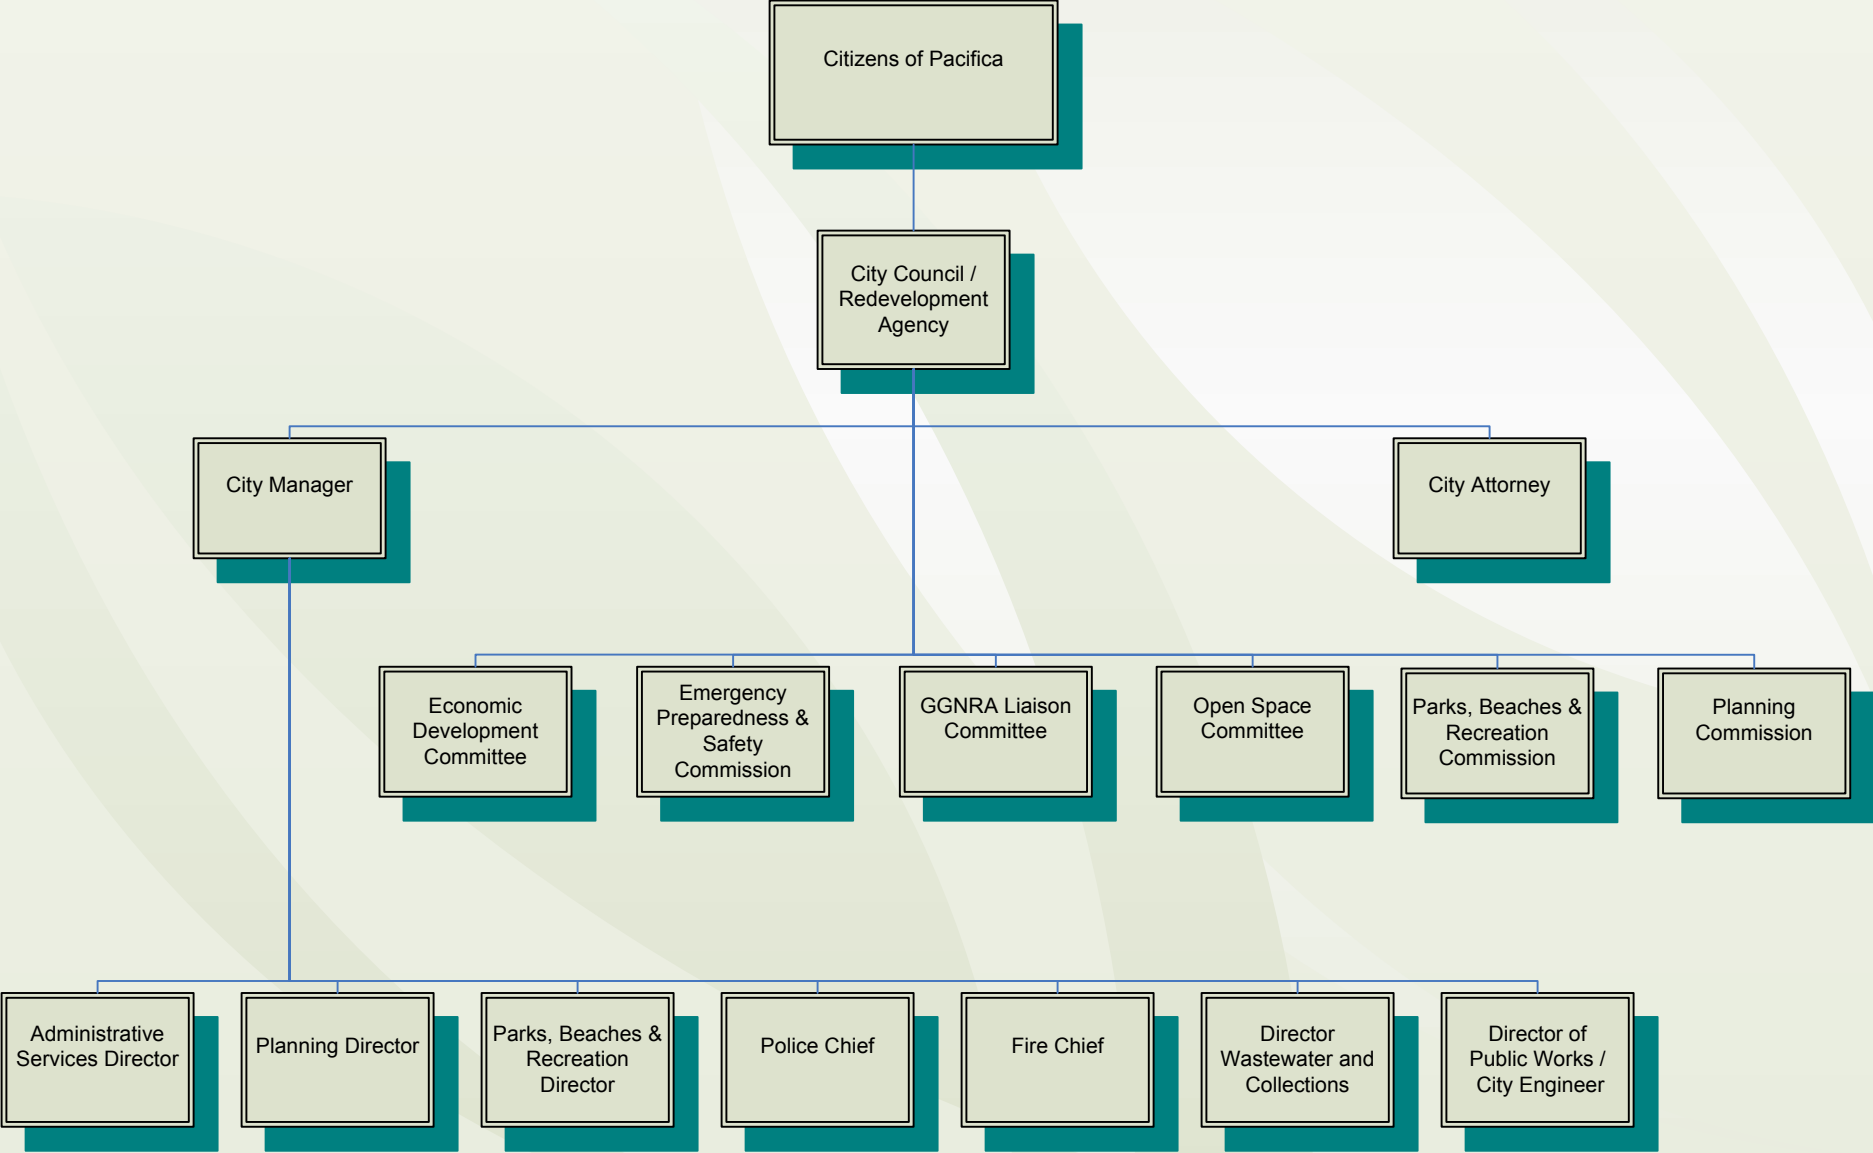 Citizens of Pacifica
City Council /
Redevelopment
Agency
City Manager
City Attorney
Economic
Development
Committee
Emergency
Preparedness &
Safety
Commission
GGNRA Liaison
Committee
Open Space
Committee
Parks, Beaches &
Recreation
Commission
Planning
Commission
Administrative
Services Director
Planning Director
Parks, Beaches &
Recreation
Director
Police Chief
Fire Chief
Director
Wastewater and
Collections
Director of
Public Works /
City Engineer